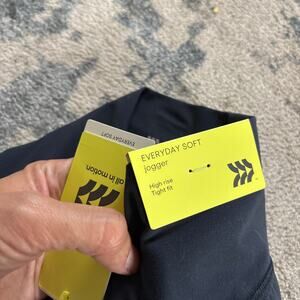 EVERYDAY SOFT
EVERYDAY SOFT
jogger
High rise
Tight fit
all in motion